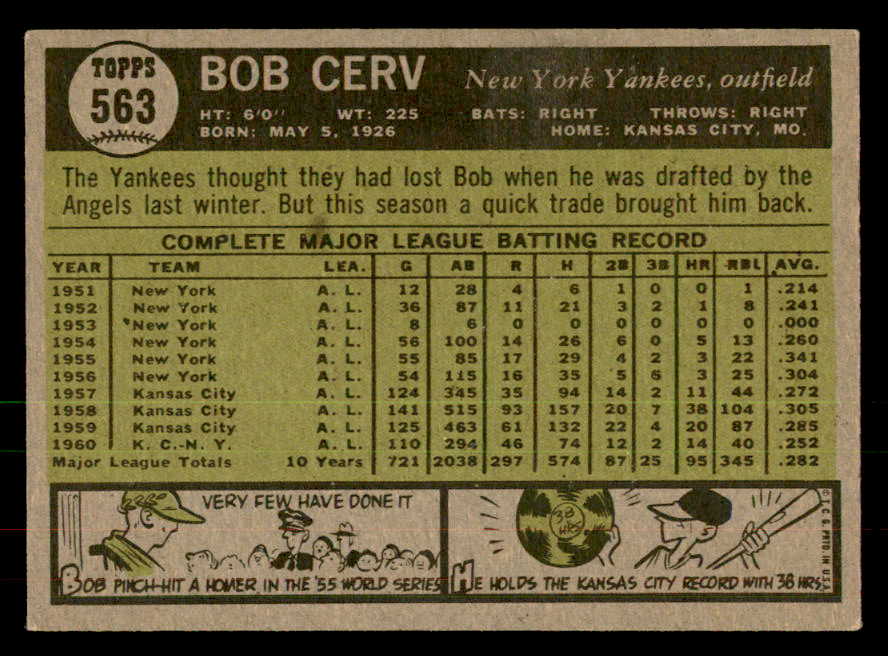 TOPPS
563
BOB CERV
New York Yankees, outfield
HT: 6'0" WT: 225 BATS: RIGHT THROWS: RIGHT
BORN: MAY 5, 1926 HOME: KANSAS CITY, MO.
The Yankees thought they had lost Bob when he was drafted by the
Angels last winter. But this season a quick trade brought him back.
COMPLETE MAJOR LEAGUE BATTING RECORD
YEAR TEAM LEA. G AB R H 2B 3B HR RBI. AVG.
1951 New York A. L. 12 28 4 6 1 0 0 1 .214
1952 New York A. L. 36 87 11 21 3 2 1 8 .241
1953 New York A. L. 8 6 0 0 0 0 0 0 .000
1954 New York A. L. 56 100 14 26 6 0 5 13 .260
1955 New York A. L. 55 85 17 29 4 2 3 22 .341
1956 New York A. L. 54 115 16 35 5 6 3 25 .304
1957 Kansas City A. L. 124 345 35 94 14 2 11 44 .272
1958 Kansas City A. L. 141 515 93 157 20 7 38 104 .305
1959 Kansas City A. L. 125 463 61 132 22 4 20 87 .285
1960 K. C.-N. Y. A. L. 110 294 46 74 12 2 14 40 .252
Major League Totals 10 Years 721 2038 297 574 87 25 95 345 .282
VERY FEW HAVE DONE IT
BOB PINCH-HIT A HOMER IN THE '55 WORLD SERIES
38
HRS
HE HOLDS THE KANSAS CITY RECORD WITH 38 HRS.
© T. C. G. PRTD. IN U.S.A.